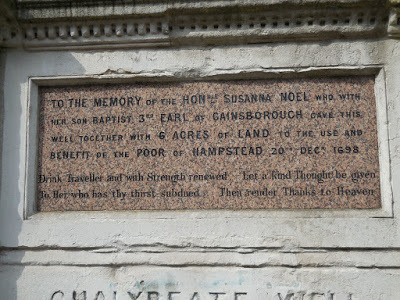 TO THE MEMORY OF THE HONBLE SUSANNA NOEL WHO WITH
HER SON BAPTIST 3RD EARL OF GAINSBOROUGH GAVE THIS
WELL TOGETHER WITH 6 ACRES OF LAND TO THE USE AND
BENEFIT OF THE POOR OF HAMPSTEAD 20TH DECR 1698.
Drink Traveller and with Strength renewed Let a kind Thought be given
To Her who has thy thirst subdued Then render Thanks to Heaven
CHALYBEATE WELL